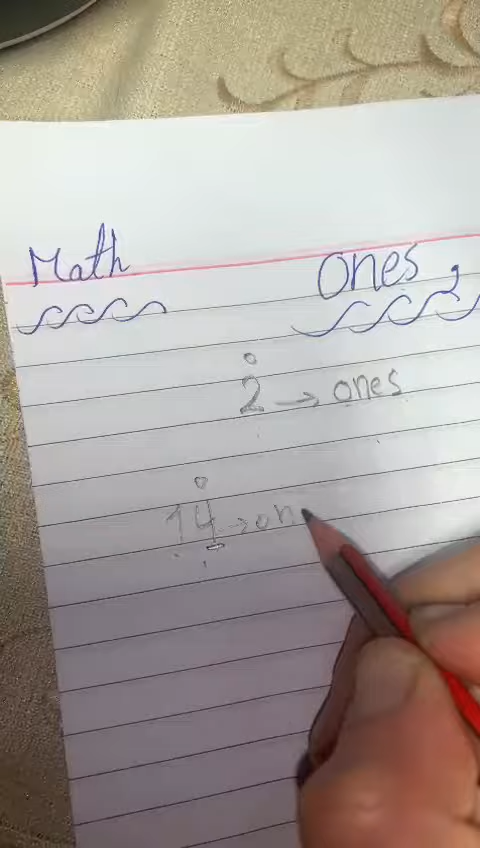 Math Ones,
o
2 → ones
o
14 → on